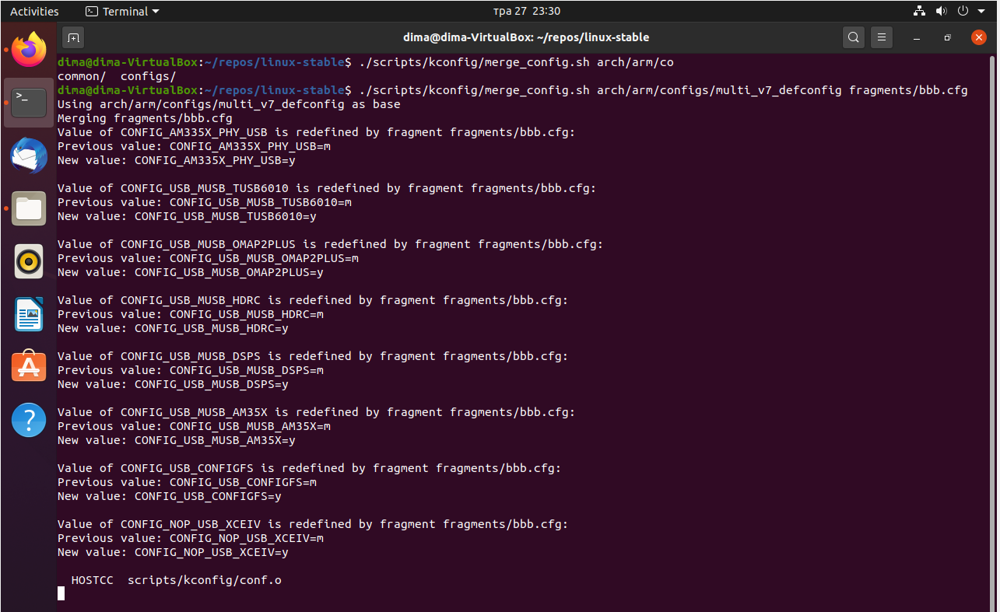 Activities
Terminal
тра 27 23:30
dima@dima-VirtualBox: ~/repos/linux-stable
dima@dima-VirtualBox:~/repos/linux-stable$ ./scripts/kconfig/merge_config.sh arch/arm/co
common/  configs/
dima@dima-VirtualBox:~/repos/linux-stable$ ./scripts/kconfig/merge_config.sh arch/arm/configs/multi_v7_defconfig fragments/bbb.cfg
Using arch/arm/configs/multi_v7_defconfig as base
Merging fragments/bbb.cfg
Value of CONFIG_AM335X_PHY_USB is redefined by fragment fragments/bbb.cfg:
Previous value: CONFIG_AM335X_PHY_USB=m
New value: CONFIG_AM335X_PHY_USB=y
Value of CONFIG_USB_MUSB_TUSB6010 is redefined by fragment fragments/bbb.cfg:
Previous value: CONFIG_USB_MUSB_TUSB6010=m
New value: CONFIG_USB_MUSB_TUSB6010=y
Value of CONFIG_USB_MUSB_OMAP2PLUS is redefined by fragment fragments/bbb.cfg:
Previous value: CONFIG_USB_MUSB_OMAP2PLUS=m
New value: CONFIG_USB_MUSB_OMAP2PLUS=y
Value of CONFIG_USB_MUSB_HDRC is redefined by fragment fragments/bbb.cfg:
Previous value: CONFIG_USB_MUSB_HDRC=m
New value: CONFIG_USB_MUSB_HDRC=y
Value of CONFIG_USB_MUSB_DSPS is redefined by fragment fragments/bbb.cfg:
Previous value: CONFIG_USB_MUSB_DSPS=m
New value: CONFIG_USB_MUSB_DSPS=y
Value of CONFIG_USB_MUSB_AM35X is redefined by fragment fragments/bbb.cfg:
Previous value: CONFIG_USB_MUSB_AM35X=m
New value: CONFIG_USB_MUSB_AM35X=y
Value of CONFIG_USB_CONFIGFS is redefined by fragment fragments/bbb.cfg:
Previous value: CONFIG_USB_CONFIGFS=m
New value: CONFIG_USB_CONFIGFS=y
Value of CONFIG_NOP_USB_XCEIV is redefined by fragment fragments/bbb.cfg:
Previous value: CONFIG_NOP_USB_XCEIV=m
New value: CONFIG_NOP_USB_XCEIV=y
  HOSTCC  scripts/kconfig/conf.o